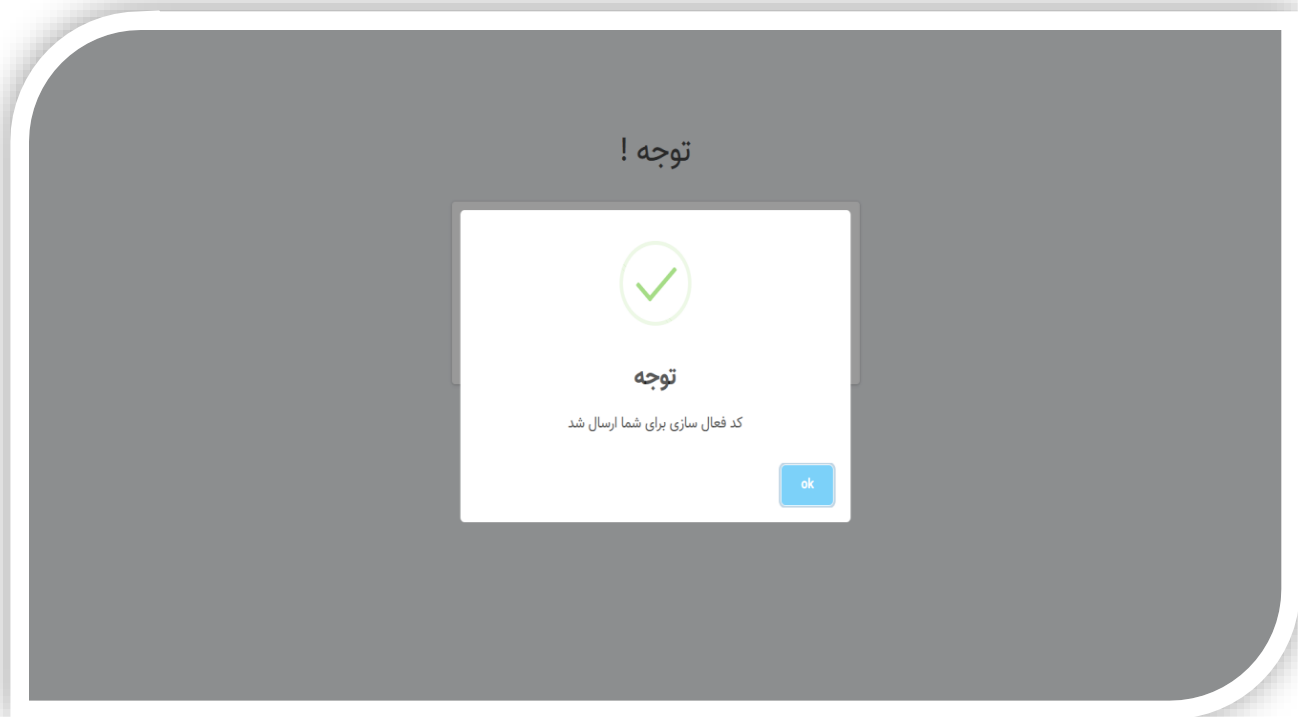 توجه !
توجه
کد فعال سازی برای شما ارسال شد
ok